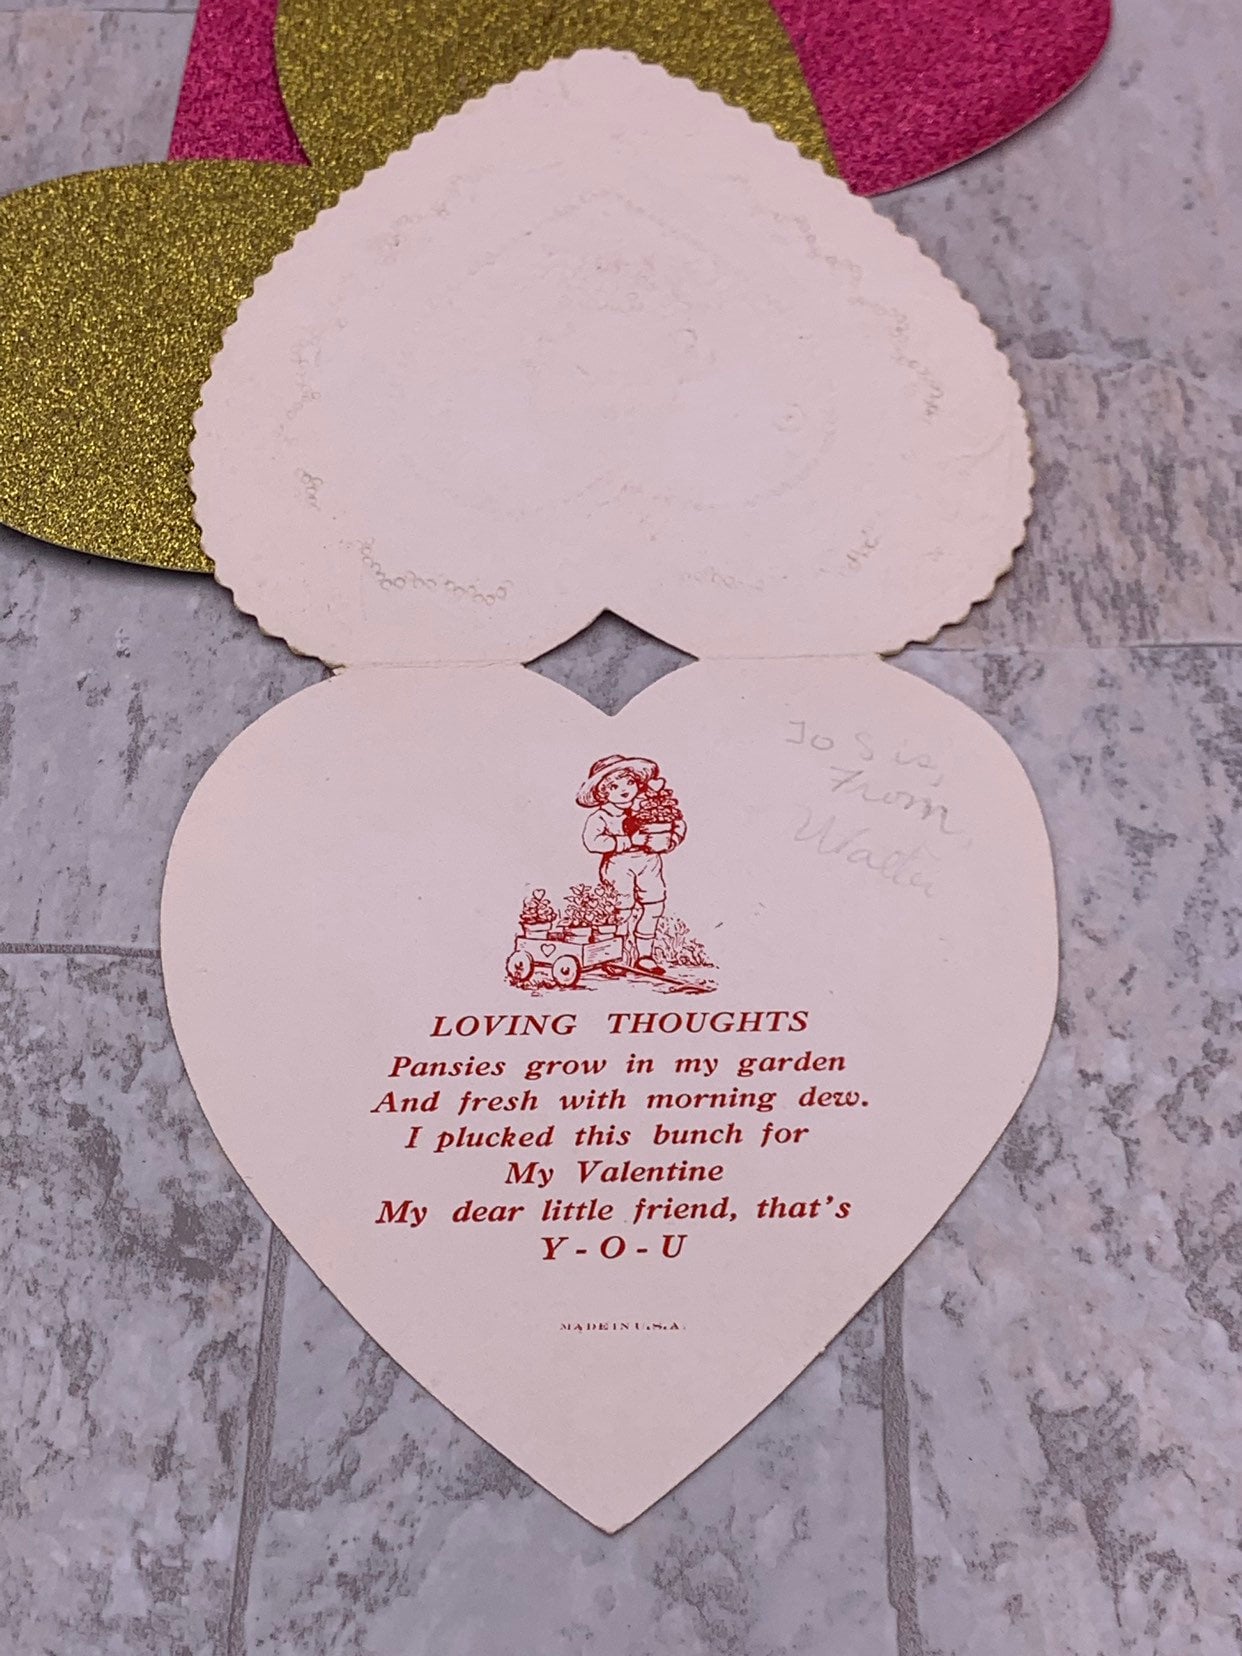 To Sis,
From,
Walter
LOVING THOUGHTS
Pansies grow in my garden
And fresh with morning dew.
I plucked this bunch for
My Valentine
My dear little friend, that's
Y - O - U
MADE IN U.S.A.